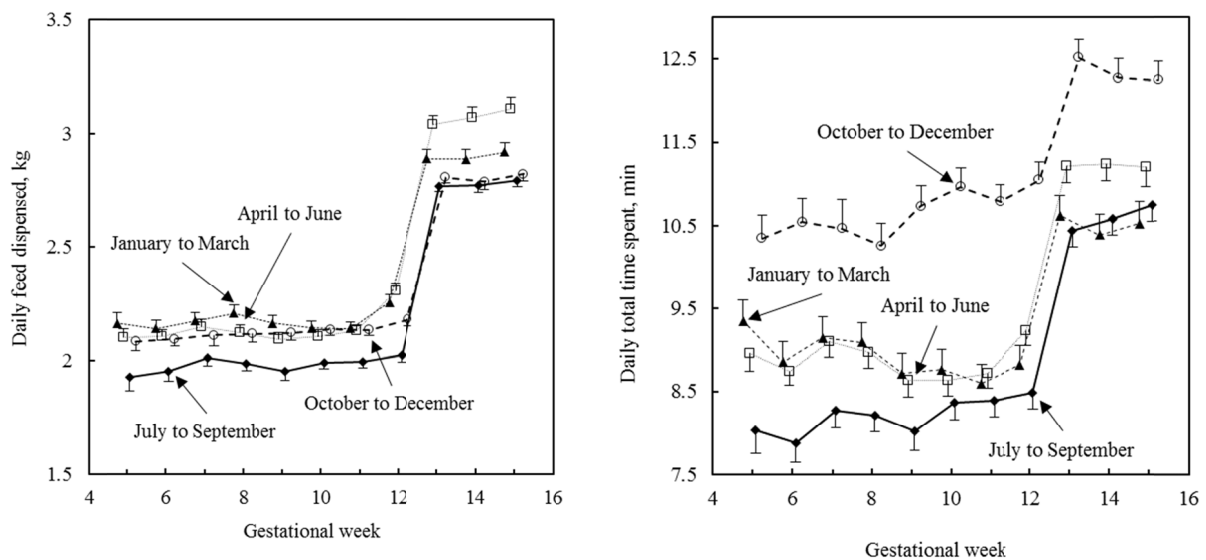 Daily feed dispensed, kg
3.5
3
2.5
2
1.5
April to June
January to March
October to December
July to September
4 6 8 10 12 14 16
Gestational week
Daily total time spent, min
12.5
11.5
10.5
9.5
8.5
7.5
October to December
January to March
April to June
July to September
4 6 8 10 12 14 16
Gestational week